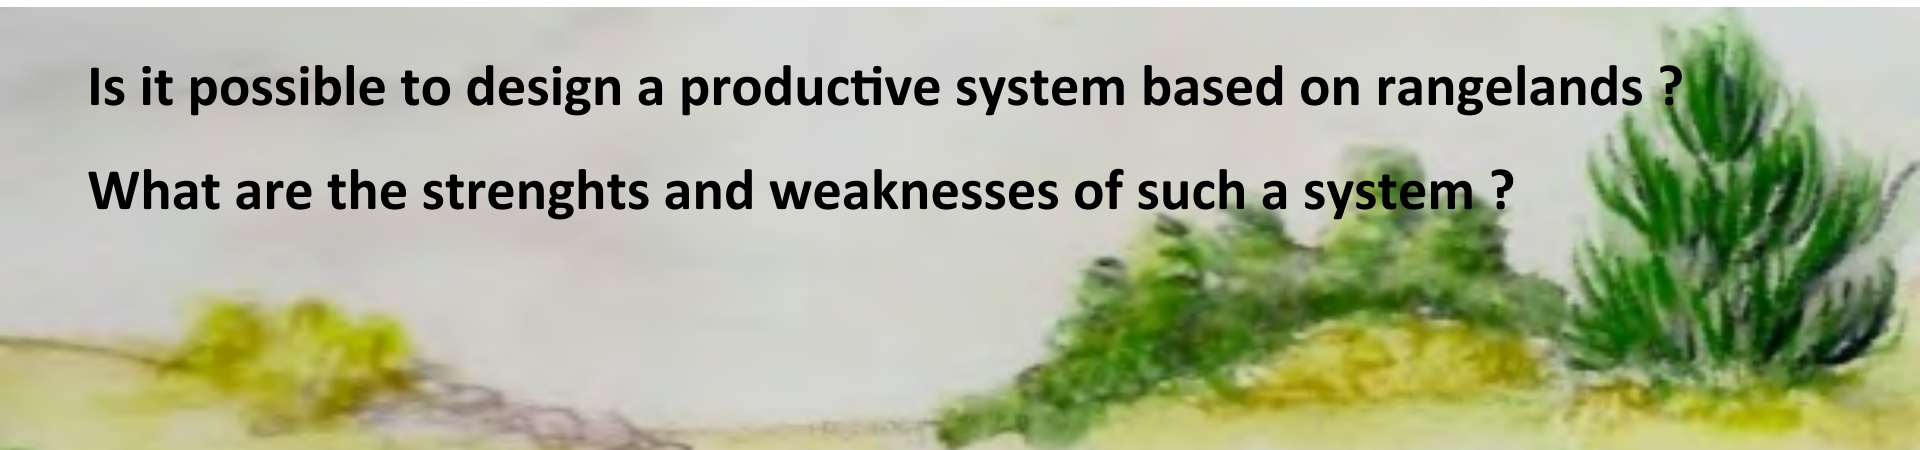 Is it possible to design a productive system based on rangelands ?
What are the strenghts and weaknesses of such a system ?